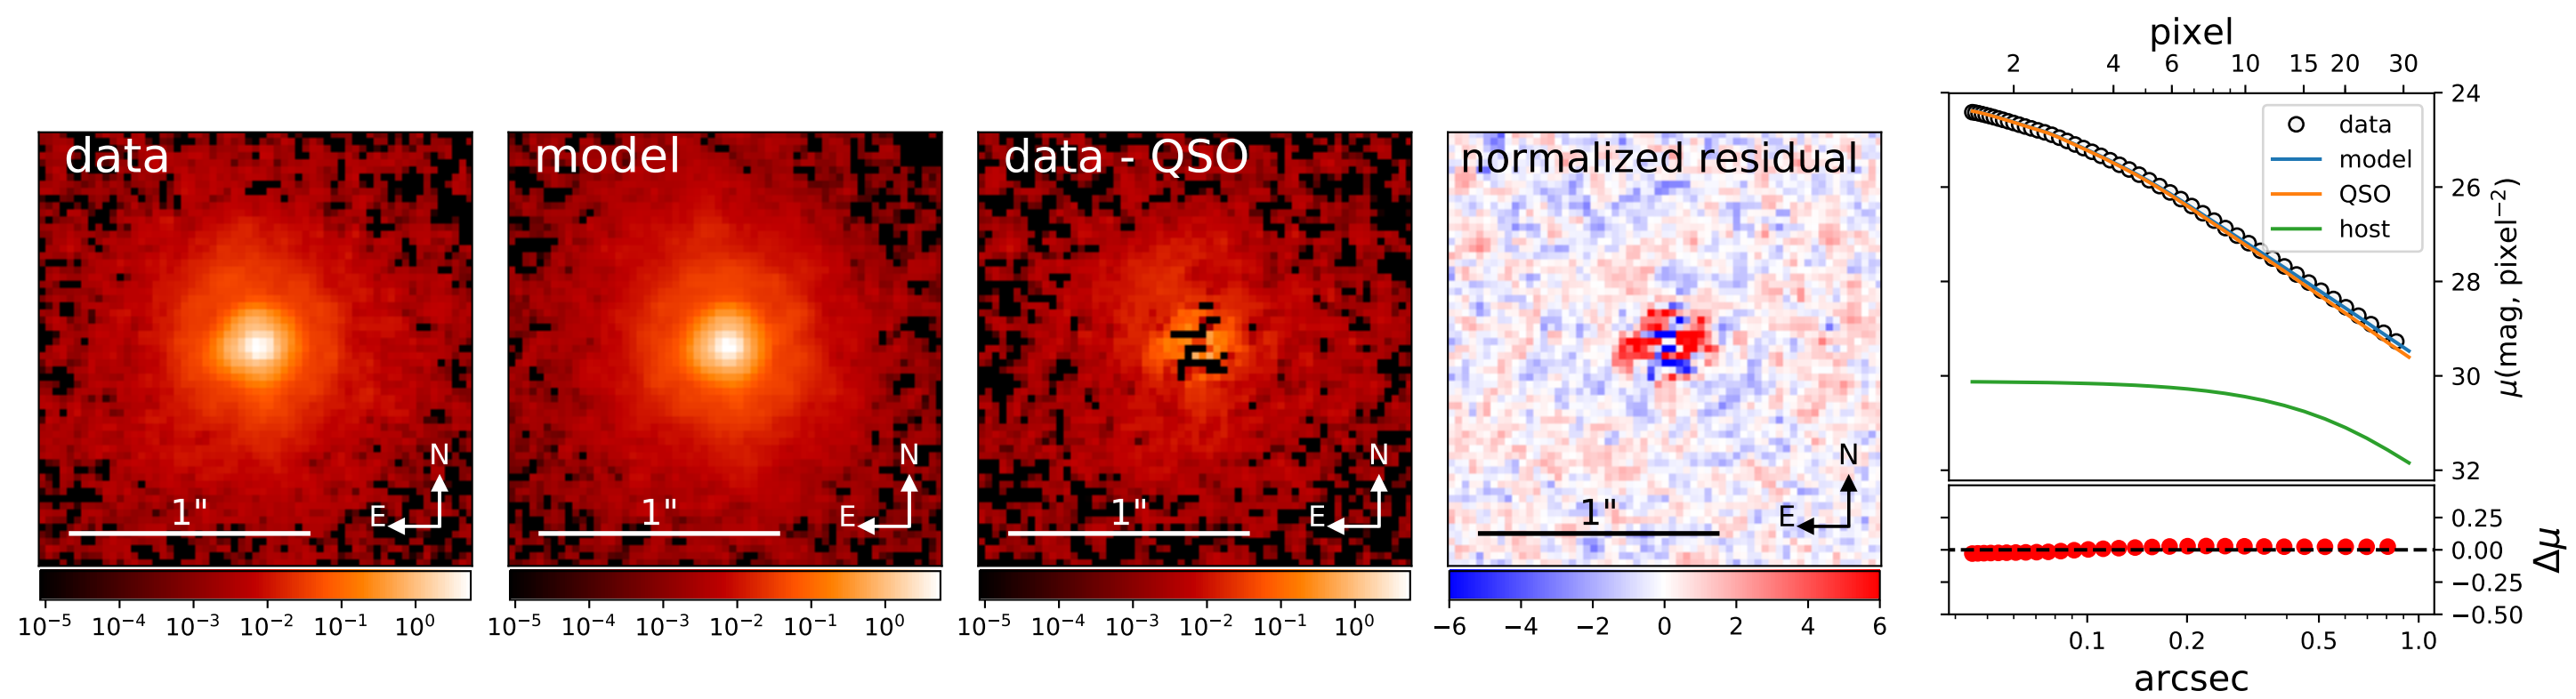 data
N
E
1"
10⁻⁵ 10⁻⁴ 10⁻³ 10⁻² 10⁻¹ 10⁰
model
N
E
1"
10⁻⁵ 10⁻⁴ 10⁻³ 10⁻² 10⁻¹ 10⁰
data - QSO
N
E
1"
10⁻⁵ 10⁻⁴ 10⁻³ 10⁻² 10⁻¹ 10⁰
normalized residual
N
E
1"
−6 −4 −2 0 2 4 6
pixel
2 4 6 10 15 20 30
data
model
QSO
host
24
26
28
30
32
μ(mag, pixel⁻²)
0.25
0.00
−0.25
−0.50
Δμ
0.1 0.2 0.5 1.0
arcsec